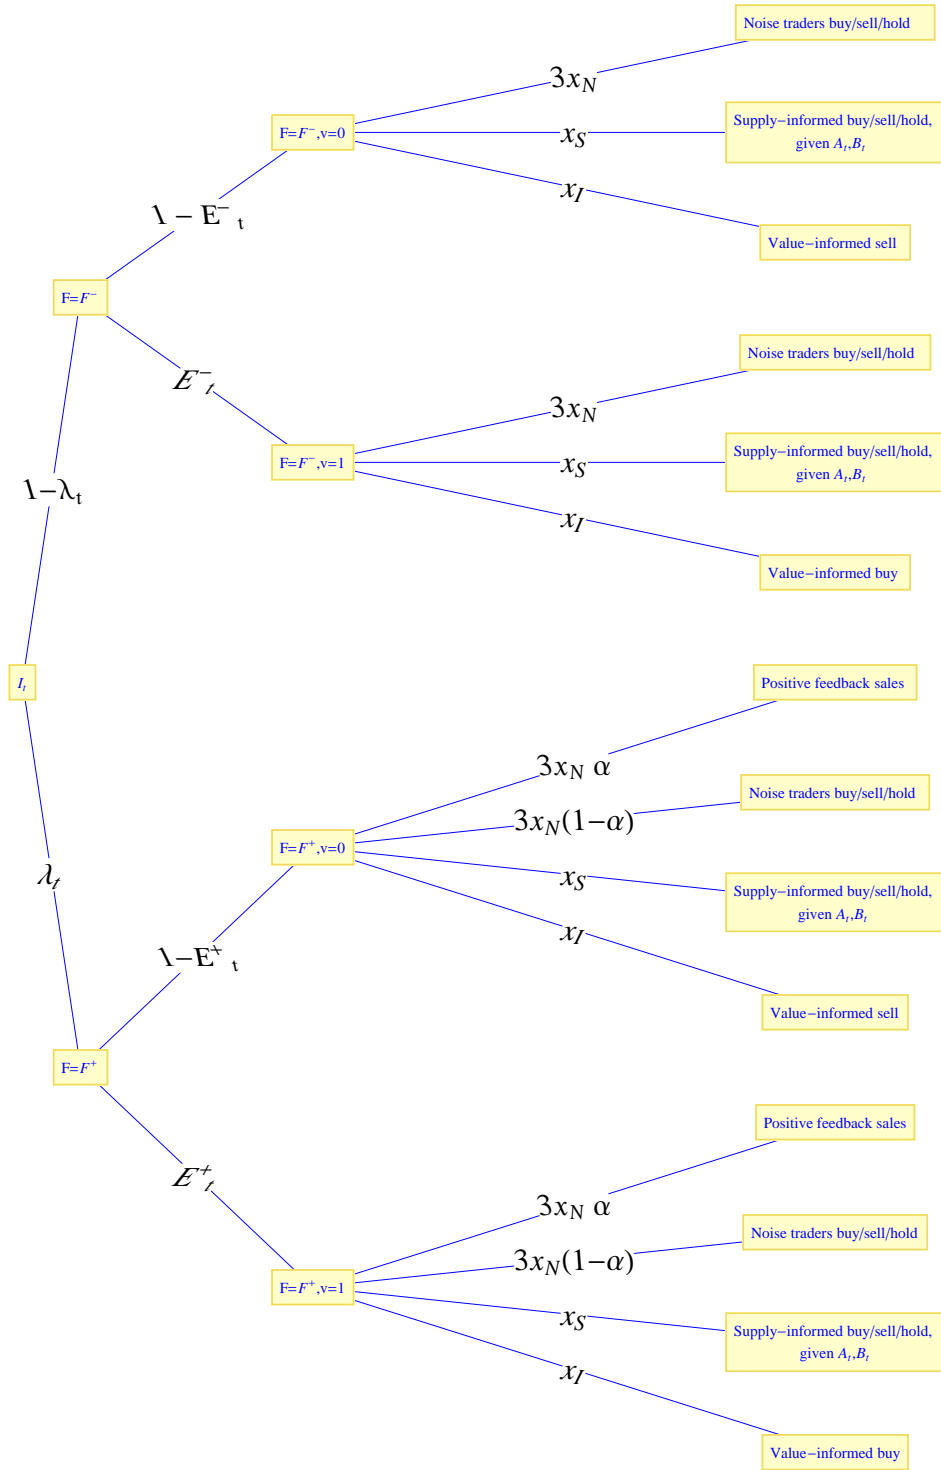 Noise traders buy/sell/hold
3x_N
F=F⁻,v=0
x_S
Supply−informed buy/sell/hold,
given A_t,B_t
x_I
1 − E⁻_t
Value−informed sell
F=F⁻
Noise traders buy/sell/hold
E⁻_t
3x_N
F=F⁻,v=1
x_S
Supply−informed buy/sell/hold,
given A_t,B_t
1−λ_t
x_I
Value−informed buy
I_t
Positive feedback sales
3x_N α
Noise traders buy/sell/hold
3x_N(1−α)
F=F⁺,v=0
λ_t
x_S
Supply−informed buy/sell/hold,
given A_t,B_t
x_I
1−E⁺_t
Value−informed sell
F=F⁺
Positive feedback sales
E⁺_t
3x_N α
Noise traders buy/sell/hold
3x_N(1−α)
F=F⁺,v=1
x_S
Supply−informed buy/sell/hold,
given A_t,B_t
x_I
Value−informed buy